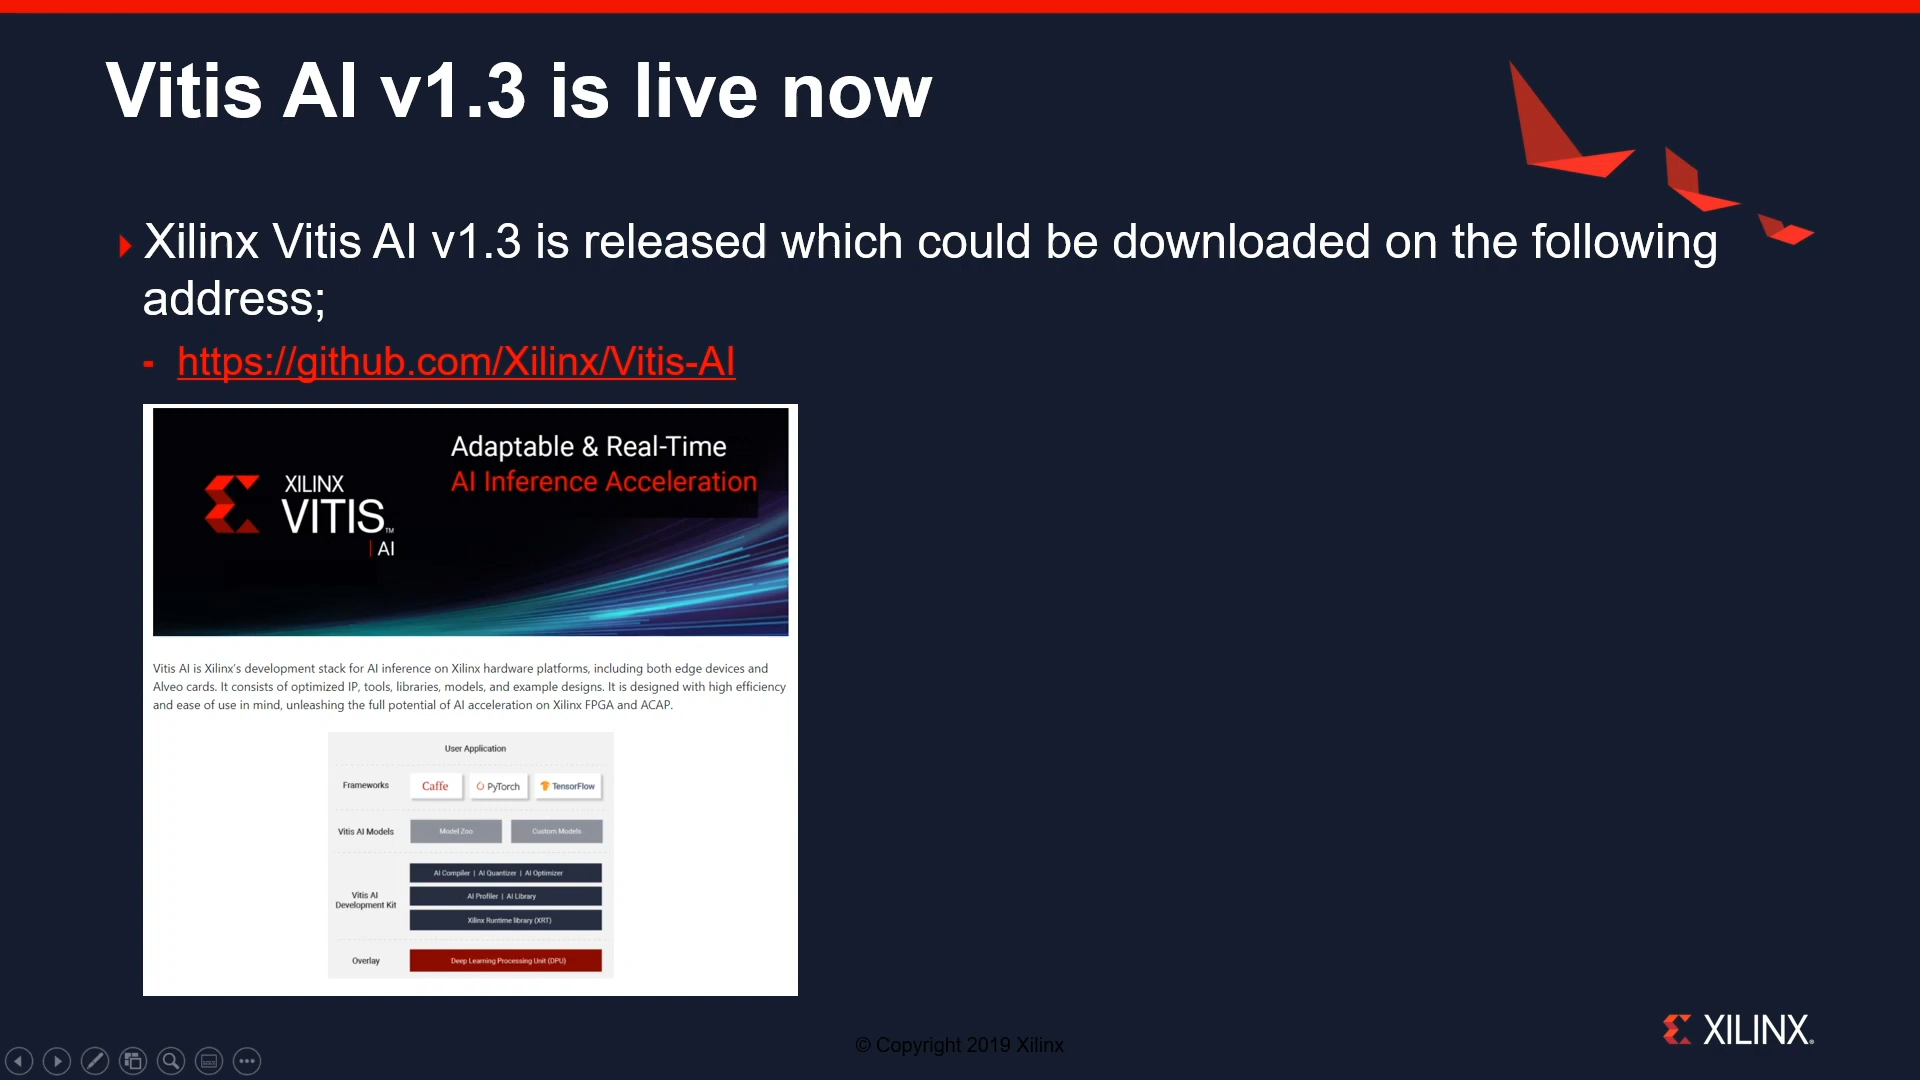 Vitis AI v1.3 is live now
Xilinx Vitis AI v1.3 is released which could be downloaded on the following
address;
- https://github.com/Xilinx/Vitis-AI
Adaptable & Real-Time
AI Inference Acceleration
XILINX
VITIS™
| AI
Vitis AI is Xilinx's development stack for AI inference on Xilinx hardware platforms, including both edge devices and
Alveo cards. It consists of optimized IP, tools, libraries, models, and example designs. It is designed with high efficiency
and ease of use in mind, unleashing the full potential of AI acceleration on Xilinx FPGA and ACAP.
User Application
Frameworks Caffe PyTorch TensorFlow
Vitis AI Models Model Zoo Custom Models
AI Compiler | AI Quantizer | AI Optimizer
Vitis AI
Development Kit
AI Profiler | AI Library
Xilinx Runtime library (XRT)
Overlay Deep Learning Processing Unit (DPU)
© Copyright 2019 Xilinx
XILINX.